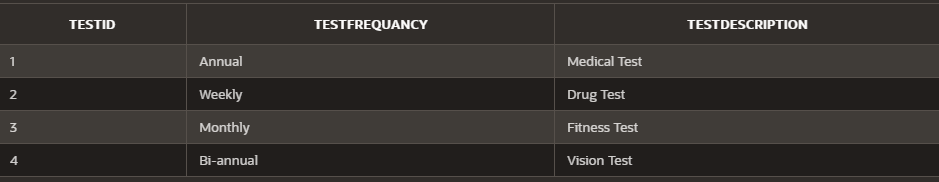 TESTID TESTFREQUANCY TESTDESCRIPTION
1 Annual Medical Test
2 Weekly Drug Test
3 Monthly Fitness Test
4 Bi-annual Vision Test